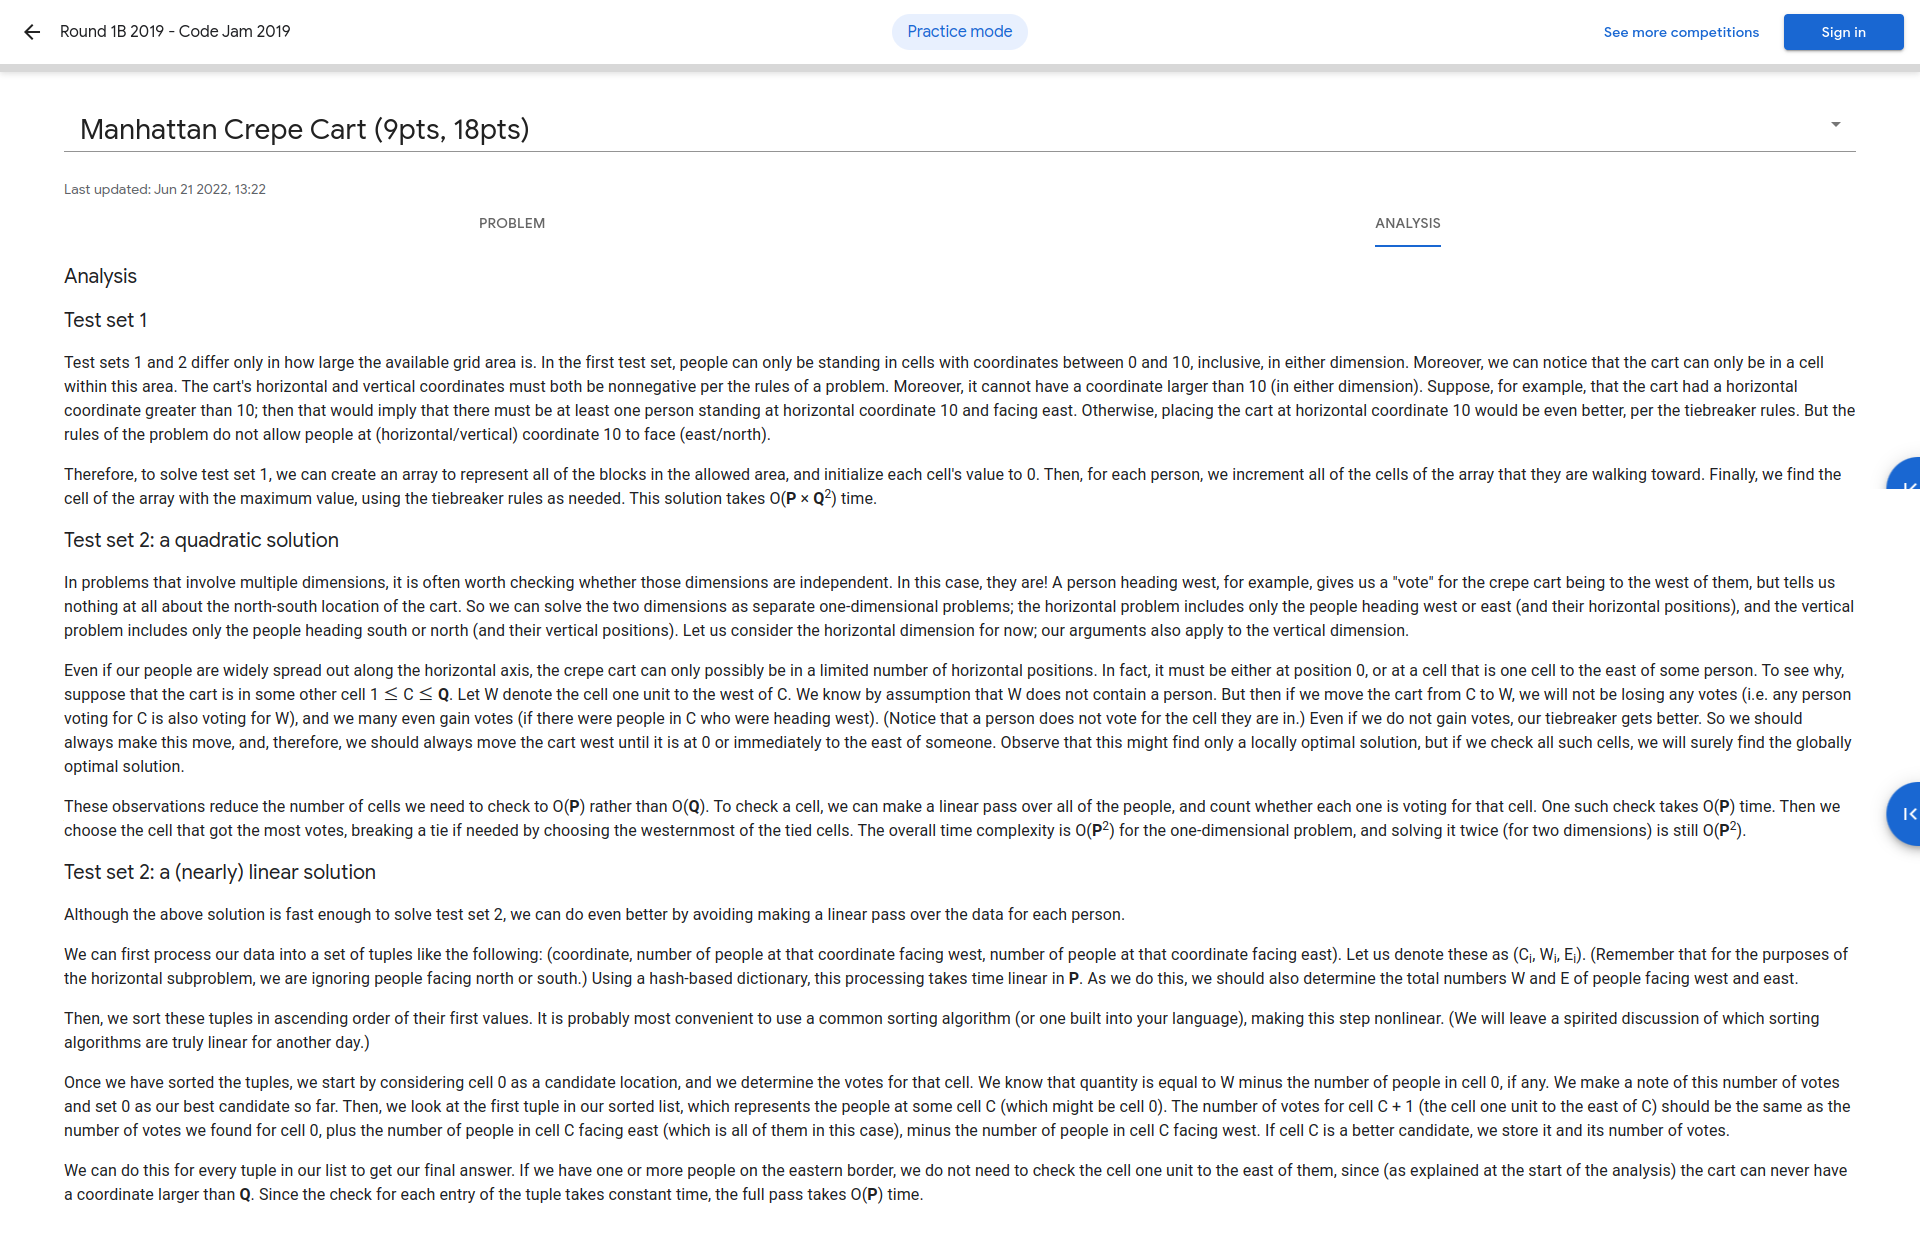 Round 1B 2019 - Code Jam 2019
Practice mode
See more competitions
Sign in
Manhattan Crepe Cart (9pts, 18pts)
Last updated: Jun 21 2022, 13:22
PROBLEM
ANALYSIS
Analysis
Test set 1
Test sets 1 and 2 differ only in how large the available grid area is. In the first test set, people can only be standing in cells with coordinates between 0 and 10, inclusive, in either dimension. Moreover, we can notice that the cart can only be in a cell
within this area. The cart's horizontal and vertical coordinates must both be nonnegative per the rules of a problem. Moreover, it cannot have a coordinate larger than 10 (in either dimension). Suppose, for example, that the cart had a horizontal
coordinate greater than 10; then that would imply that there must be at least one person standing at horizontal coordinate 10 and facing east. Otherwise, placing the cart at horizontal coordinate 10 would be even better, per the tiebreaker rules. But the
rules of the problem do not allow people at (horizontal/vertical) coordinate 10 to face (east/north).
Therefore, to solve test set 1, we can create an array to represent all of the blocks in the allowed area, and initialize each cell's value to 0. Then, for each person, we increment all of the cells of the array that they are walking toward. Finally, we find the
cell of the array with the maximum value, using the tiebreaker rules as needed. This solution takes O(P × Q²) time.
Test set 2: a quadratic solution
In problems that involve multiple dimensions, it is often worth checking whether those dimensions are independent. In this case, they are! A person heading west, for example, gives us a "vote" for the crepe cart being to the west of them, but tells us
nothing at all about the north-south location of the cart. So we can solve the two dimensions as separate one-dimensional problems; the horizontal problem includes only the people heading west or east (and their horizontal positions), and the vertical
problem includes only the people heading south or north (and their vertical positions). Let us consider the horizontal dimension for now; our arguments also apply to the vertical dimension.
Even if our people are widely spread out along the horizontal axis, the crepe cart can only possibly be in a limited number of horizontal positions. In fact, it must be either at position 0, or at a cell that is one cell to the east of some person. To see why,
suppose that the cart is in some other cell 1 ≤ C ≤ Q. Let W denote the cell one unit to the west of C. We know by assumption that W does not contain a person. But then if we move the cart from C to W, we will not be losing any votes (i.e. any person
voting for C is also voting for W), and we many even gain votes (if there were people in C who were heading west). (Notice that a person does not vote for the cell they are in.) Even if we do not gain votes, our tiebreaker gets better. So we should
always make this move, and, therefore, we should always move the cart west until it is at 0 or immediately to the east of someone. Observe that this might find only a locally optimal solution, but if we check all such cells, we will surely find the globally
optimal solution.
These observations reduce the number of cells we need to check to O(P) rather than O(Q). To check a cell, we can make a linear pass over all of the people, and count whether each one is voting for that cell. One such check takes O(P) time. Then we
choose the cell that got the most votes, breaking a tie if needed by choosing the westernmost of the tied cells. The overall time complexity is O(P²) for the one-dimensional problem, and solving it twice (for two dimensions) is still O(P²).
Test set 2: a (nearly) linear solution
Although the above solution is fast enough to solve test set 2, we can do even better by avoiding making a linear pass over the data for each person.
We can first process our data into a set of tuples like the following: (coordinate, number of people at that coordinate facing west, number of people at that coordinate facing east). Let us denote these as (Cᵢ, Wᵢ, Eᵢ). (Remember that for the purposes of
the horizontal subproblem, we are ignoring people facing north or south.) Using a hash-based dictionary, this processing takes time linear in P. As we do this, we should also determine the total numbers W and E of people facing west and east.
Then, we sort these tuples in ascending order of their first values. It is probably most convenient to use a common sorting algorithm (or one built into your language), making this step nonlinear. (We will leave a spirited discussion of which sorting
algorithms are truly linear for another day.)
Once we have sorted the tuples, we start by considering cell 0 as a candidate location, and we determine the votes for that cell. We know that quantity is equal to W minus the number of people in cell 0, if any. We make a note of this number of votes
and set 0 as our best candidate so far. Then, we look at the first tuple in our sorted list, which represents the people at some cell C (which might be cell 0). The number of votes for cell C + 1 (the cell one unit to the east of C) should be the same as the
number of votes we found for cell 0, plus the number of people in cell C facing east (which is all of them in this case), minus the number of people in cell C facing west. If cell C is a better candidate, we store it and its number of votes.
We can do this for every tuple in our list to get our final answer. If we have one or more people on the eastern border, we do not need to check the cell one unit to the east of them, since (as explained at the start of the analysis) the cart can never have
a coordinate larger than Q. Since the check for each entry of the tuple takes constant time, the full pass takes O(P) time.